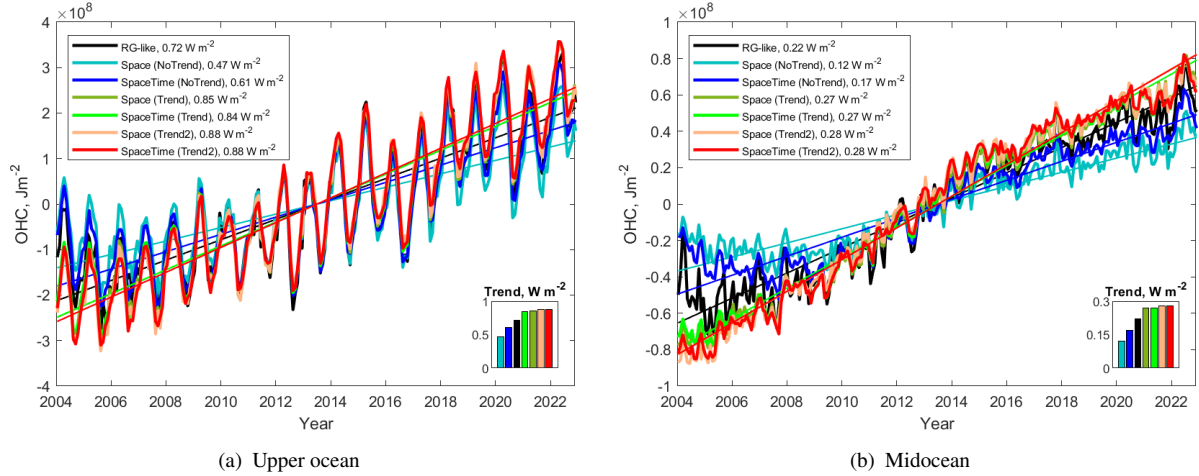 ×10⁸
4
3
2
1
0
-1
-2
-3
-4
OHC, Jm⁻²
RG-like, 0.72 W m⁻²
Space (NoTrend), 0.47 W m⁻²
SpaceTime (NoTrend), 0.61 W m⁻²
Space (Trend), 0.85 W m⁻²
SpaceTime (Trend), 0.84 W m⁻²
Space (Trend2), 0.88 W m⁻²
SpaceTime (Trend2), 0.88 W m⁻²
Trend, W m⁻²
1
0.5
0
2004 2006 2008 2010 2012 2014 2016 2018 2020 2022
Year
(a) Upper ocean
×10⁸
1
0.8
0.6
0.4
0.2
0
-0.2
-0.4
-0.6
-0.8
-1
OHC, Jm⁻²
RG-like, 0.22 W m⁻²
Space (NoTrend), 0.12 W m⁻²
SpaceTime (NoTrend), 0.17 W m⁻²
Space (Trend), 0.27 W m⁻²
SpaceTime (Trend), 0.27 W m⁻²
Space (Trend2), 0.28 W m⁻²
SpaceTime (Trend2), 0.28 W m⁻²
Trend, W m⁻²
0.3
0.15
0
2004 2006 2008 2010 2012 2014 2016 2018 2020 2022
Year
(b) Midocean